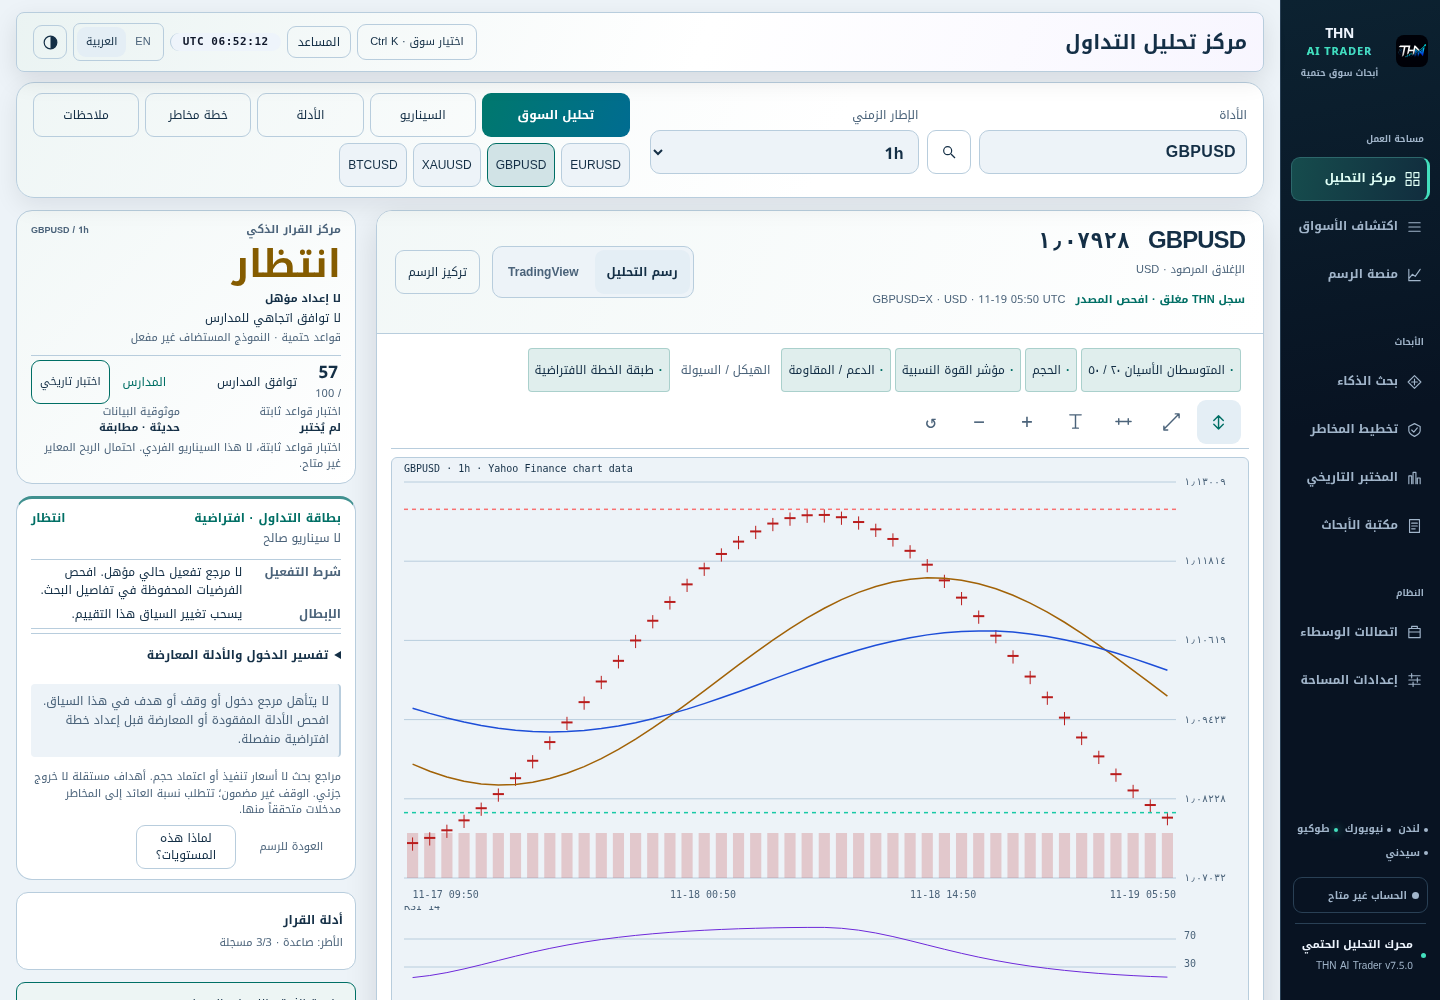 THN
AI TRADER
أبحاث سوق حتمية
مساحة العمل
مركز التحليل
اكتشاف الأسواق
منصة الرسم
الأبحاث
بحث الذكاء
تخطيط المخاطر
المختبر التاريخي
مكتبة الأبحاث
النظام
اتصالات الوسطاء
إعدادات المساحة
لندن نيويورك طوكيو
سيدني
الحساب غير متاح
محرك التحليل الحتمي
THN AI Trader v7.5.0
مركز تحليل التداول
اختيار سوق · Ctrl K
المساعد
UTC 06:52:12
EN
العربية
الأداة
GBPUSD
الإطار الزمني
1h
تحليل السوق
السيناريو
الأدلة
خطة مخاطر
ملاحظات
EURUSD
GBPUSD
XAUUSD
BTCUSD
GBPUSD ١٫٠٧٩٢٨
الإغلاق المرصود · USD
سجل THN مغلق · افحص المصدر GBPUSD=X · USD · 11-19 05:50 UTC
رسم التحليل
TradingView
تركيز الرسم
· المتوسطان الأسيان ٢٠ / ٥٠
· الحجم
· مؤشر القوة النسبية
· الدعم / المقاومة
الهيكل / السيولة
· طبقة الخطة الافتراضية
GBPUSD · 1h · Yahoo Finance chart data
١٫١٣٠٠٩
١٫١١٨١٤
١٫١٠٦١٩
١٫٠٩٤٢٣
١٫٠٨٢٢٨
١٫٠٧٠٣٢
11-17 09:50
11-18 00:50
11-18 14:50
11-19 05:50
RSI 14
70
30
مركز القرار الذكي
GBPUSD / 1h
انتظار
لا إعداد مؤهل
لا توافق اتجاهي للمدارس
قواعد حتمية · النموذج المستضاف غير مفعل
57
/ 100
توافق المدارس
المدارس
اختبار تاريخي
اختبار قواعد ثابتة
لم يُختبر
موثوقية البيانات
حديثة · مطابقة
اختبار قواعد ثابتة، لا هذا السيناريو الفردي. احتمال الربح المعاير
غير متاح.
بطاقة التداول · افتراضية
انتظار
لا سيناريو صالح
شرط التفعيل
لا مرجع تفعيل حالي مؤهل. افحص
الفرضيات المحفوظة في تفاصيل البحث.
الإبطال
يسحب تغيير السياق هذا التقييم.
تفسير الدخول والأدلة المعارضة
لا يتأهل مرجع دخول أو وقف أو هدف في هذا السياق.
افحص الأدلة المفقودة أو المعارضة قبل إعداد خطة
افتراضية منفصلة.
مراجع بحث لا أسعار تنفيذ أو اعتماد حجم. أهداف مستقلة لا خروج
جزئي. الوقف غير مضمون؛ تتطلب نسبة العائد إلى المخاطر
مدخلات متحققاً منها.
العودة للرسم
لماذا هذه
المستويات؟
أدلة القرار
الأطر: صاعدة · 3/3 مسجلة